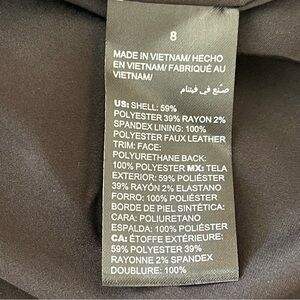 8
MADE IN VIETNAM/ HECHO
EN VIETNAM/ FABRIQUÉ AU
VIETNAM/
صنع في فيتنام
US: SHELL: 59%
POLYESTER 39% RAYON 2%
SPANDEX LINING: 100%
POLYESTER FAUX LEATHER
TRIM: FACE:
POLYURETHANE BACK:
100% POLYESTER MX: TELA
EXTERIOR: 59% POLIÉSTER
39% RAYÓN 2% ELASTANO
FORRO: 100% POLIÉSTER
BORDE DE PIEL SINTÉTICA:
CARA: POLIURETANO
ESPALDA: 100% POLIÉSTER
CA: ÉTOFFE EXTÉRIEURE:
59% POLYESTER 39%
RAYONNE 2% SPANDEX
DOUBLURE: 100%